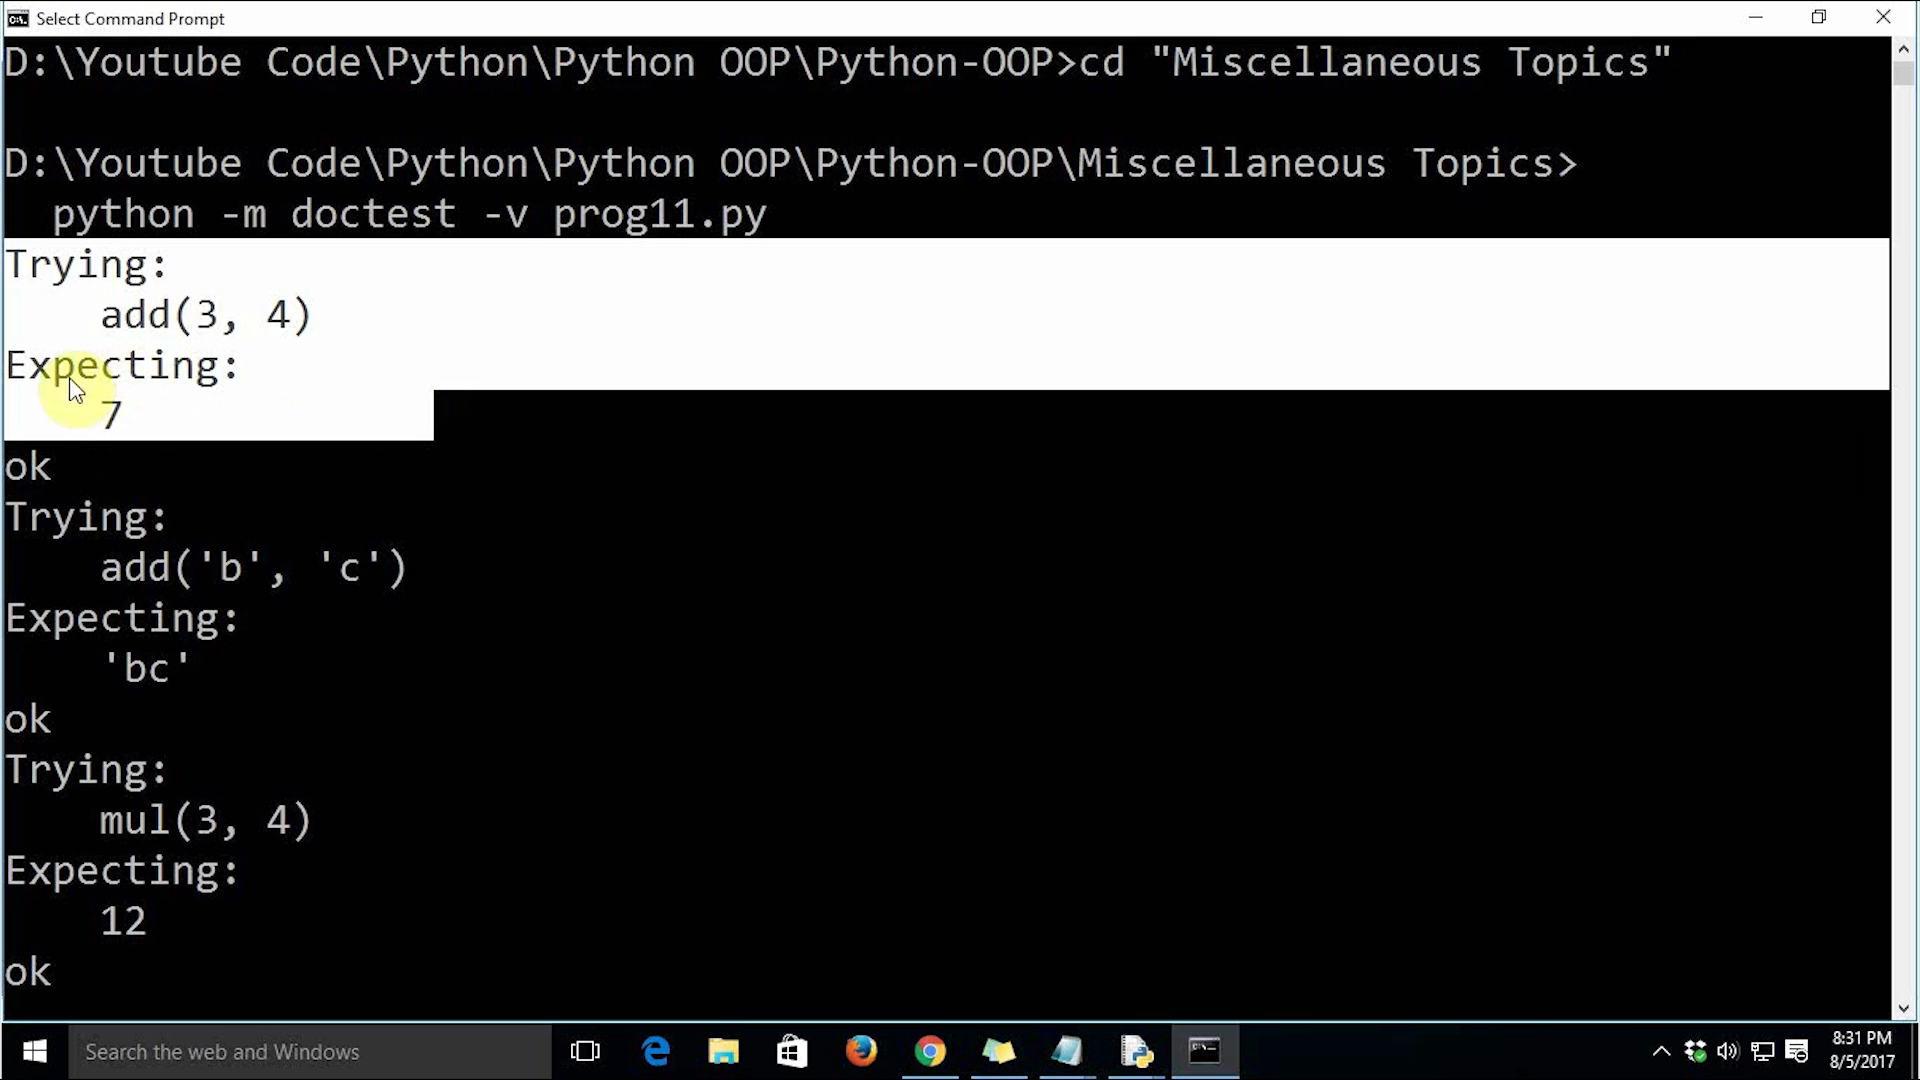 Select Command Prompt
D:\Youtube Code\Python\Python OOP\Python-OOP>cd "Miscellaneous Topics"
D:\Youtube Code\Python\Python OOP\Python-OOP\Miscellaneous Topics>
python -m doctest -v prog11.py
Trying:
add(3, 4)
Expecting:
7
ok
Trying:
add('b', 'c')
Expecting:
'bc'
ok
Trying:
mul(3, 4)
Expecting:
12
ok
Search the web and Windows
8:31 PM
8/5/2017